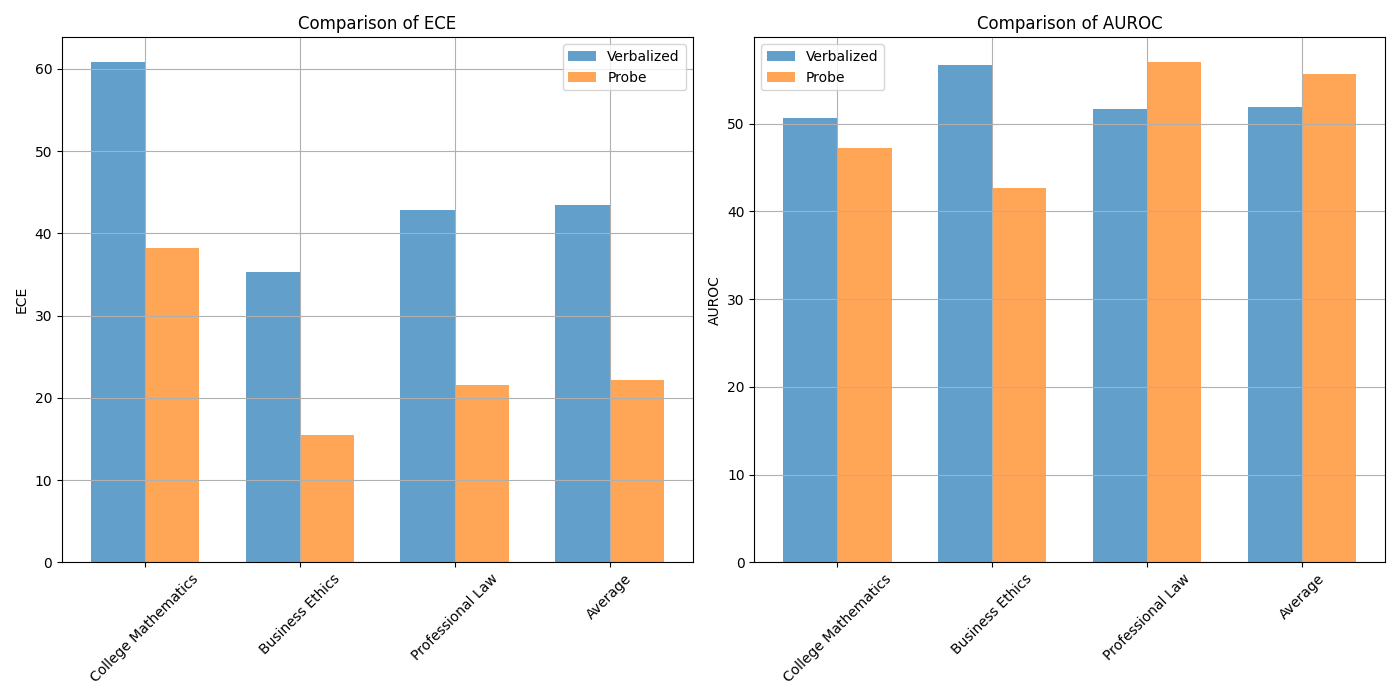 Comparison of ECE
Verbalized
Probe
60
50
40
30
20
10
0
ECE
College Mathematics
Business Ethics
Professional Law
Average
Comparison of AUROC
Verbalized
Probe
50
40
30
20
10
0
AUROC
College Mathematics
Business Ethics
Professional Law
Average